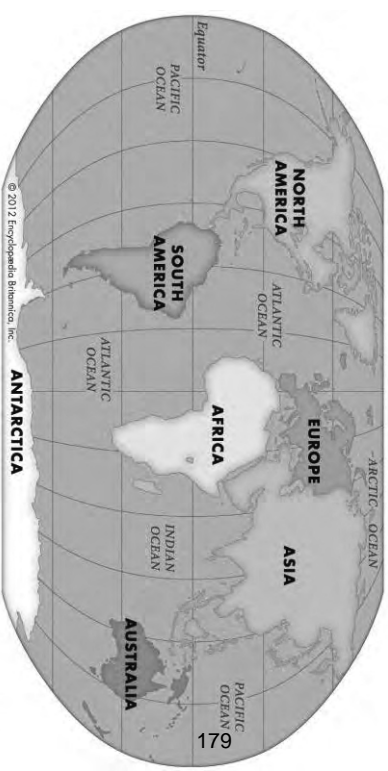 ARCTIC OCEAN
NORTH
AMERICA
EUROPE
ASIA
ATLANTIC
OCEAN
PACIFIC
OCEAN
Equator
AFRICA
PACIFIC
OCEAN
SOUTH
AMERICA
INDIAN
OCEAN
ATLANTIC
OCEAN
AUSTRALIA
ANTARCTICA
© 2012 Encyclopædia Britannica, Inc.
179